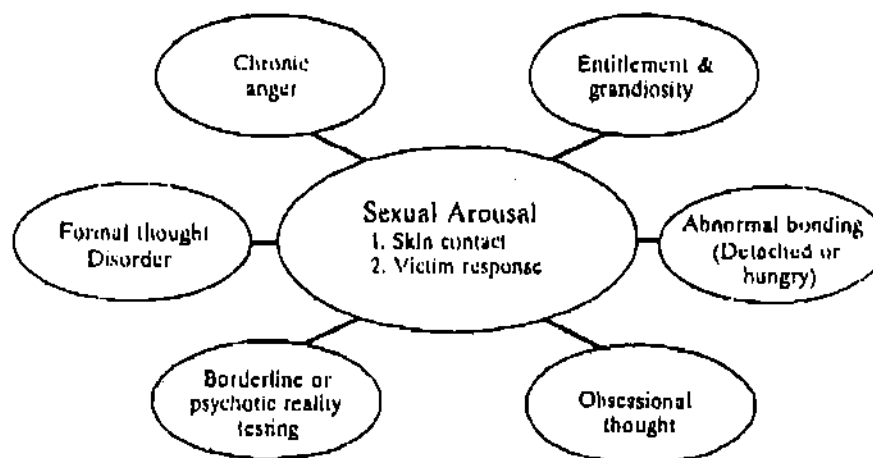 Chronic
anger
Entitlement &
grandiosity
Sexual Arousal
1. Skin contact
2. Victim response
Formal thought
Disorder
Abnormal bonding
(Detached or
hungry)
Borderline or
psychotic reality
testing
Obsessional
thought